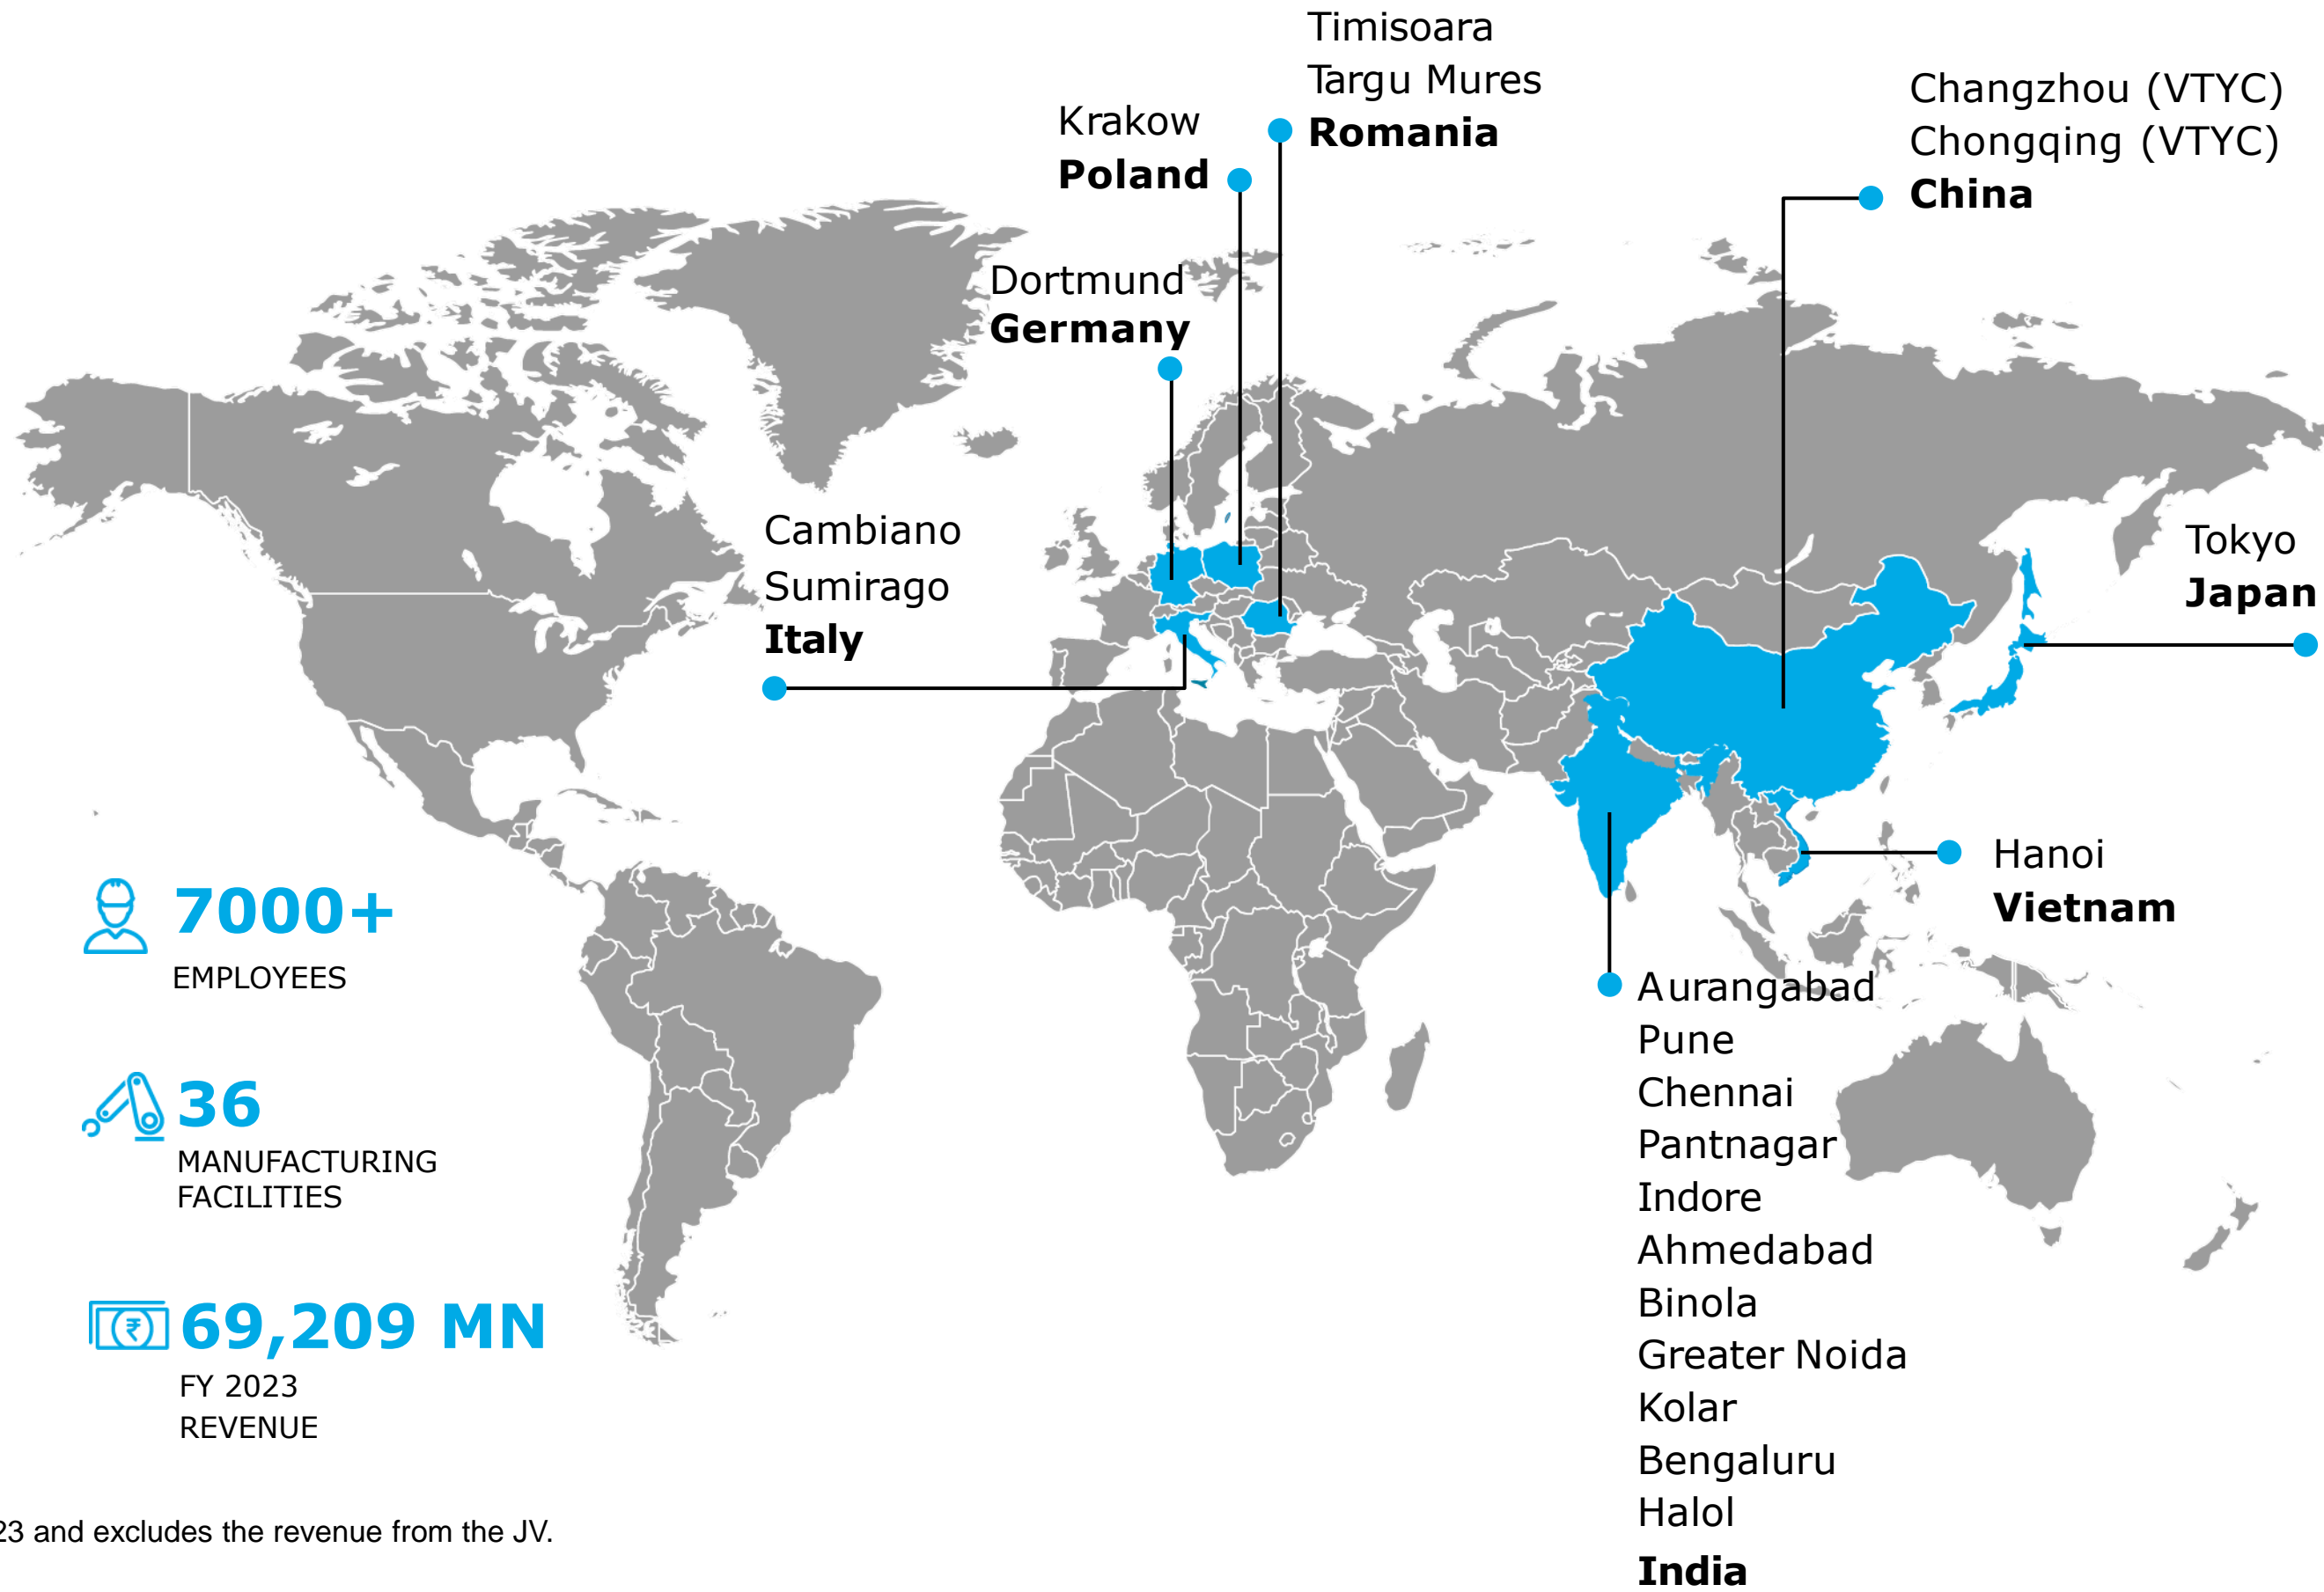 Timisoara
Targu Mures
Romania
Krakow
Poland
Changzhou (VTYC)
Chongqing (VTYC)
China
Dortmund
Germany
Cambiano
Sumirago
Italy
Tokyo
Japan
Hanoi
Vietnam
7000+
EMPLOYEES
36
MANUFACTURING
FACILITIES
₹
69,209 MN
FY 2023
REVENUE
Aurangabad
Pune
Chennai
Pantnagar
Indore
Ahmedabad
Binola
Greater Noida
Kolar
Bengaluru
Halol
India
23 and excludes the revenue from the JV.